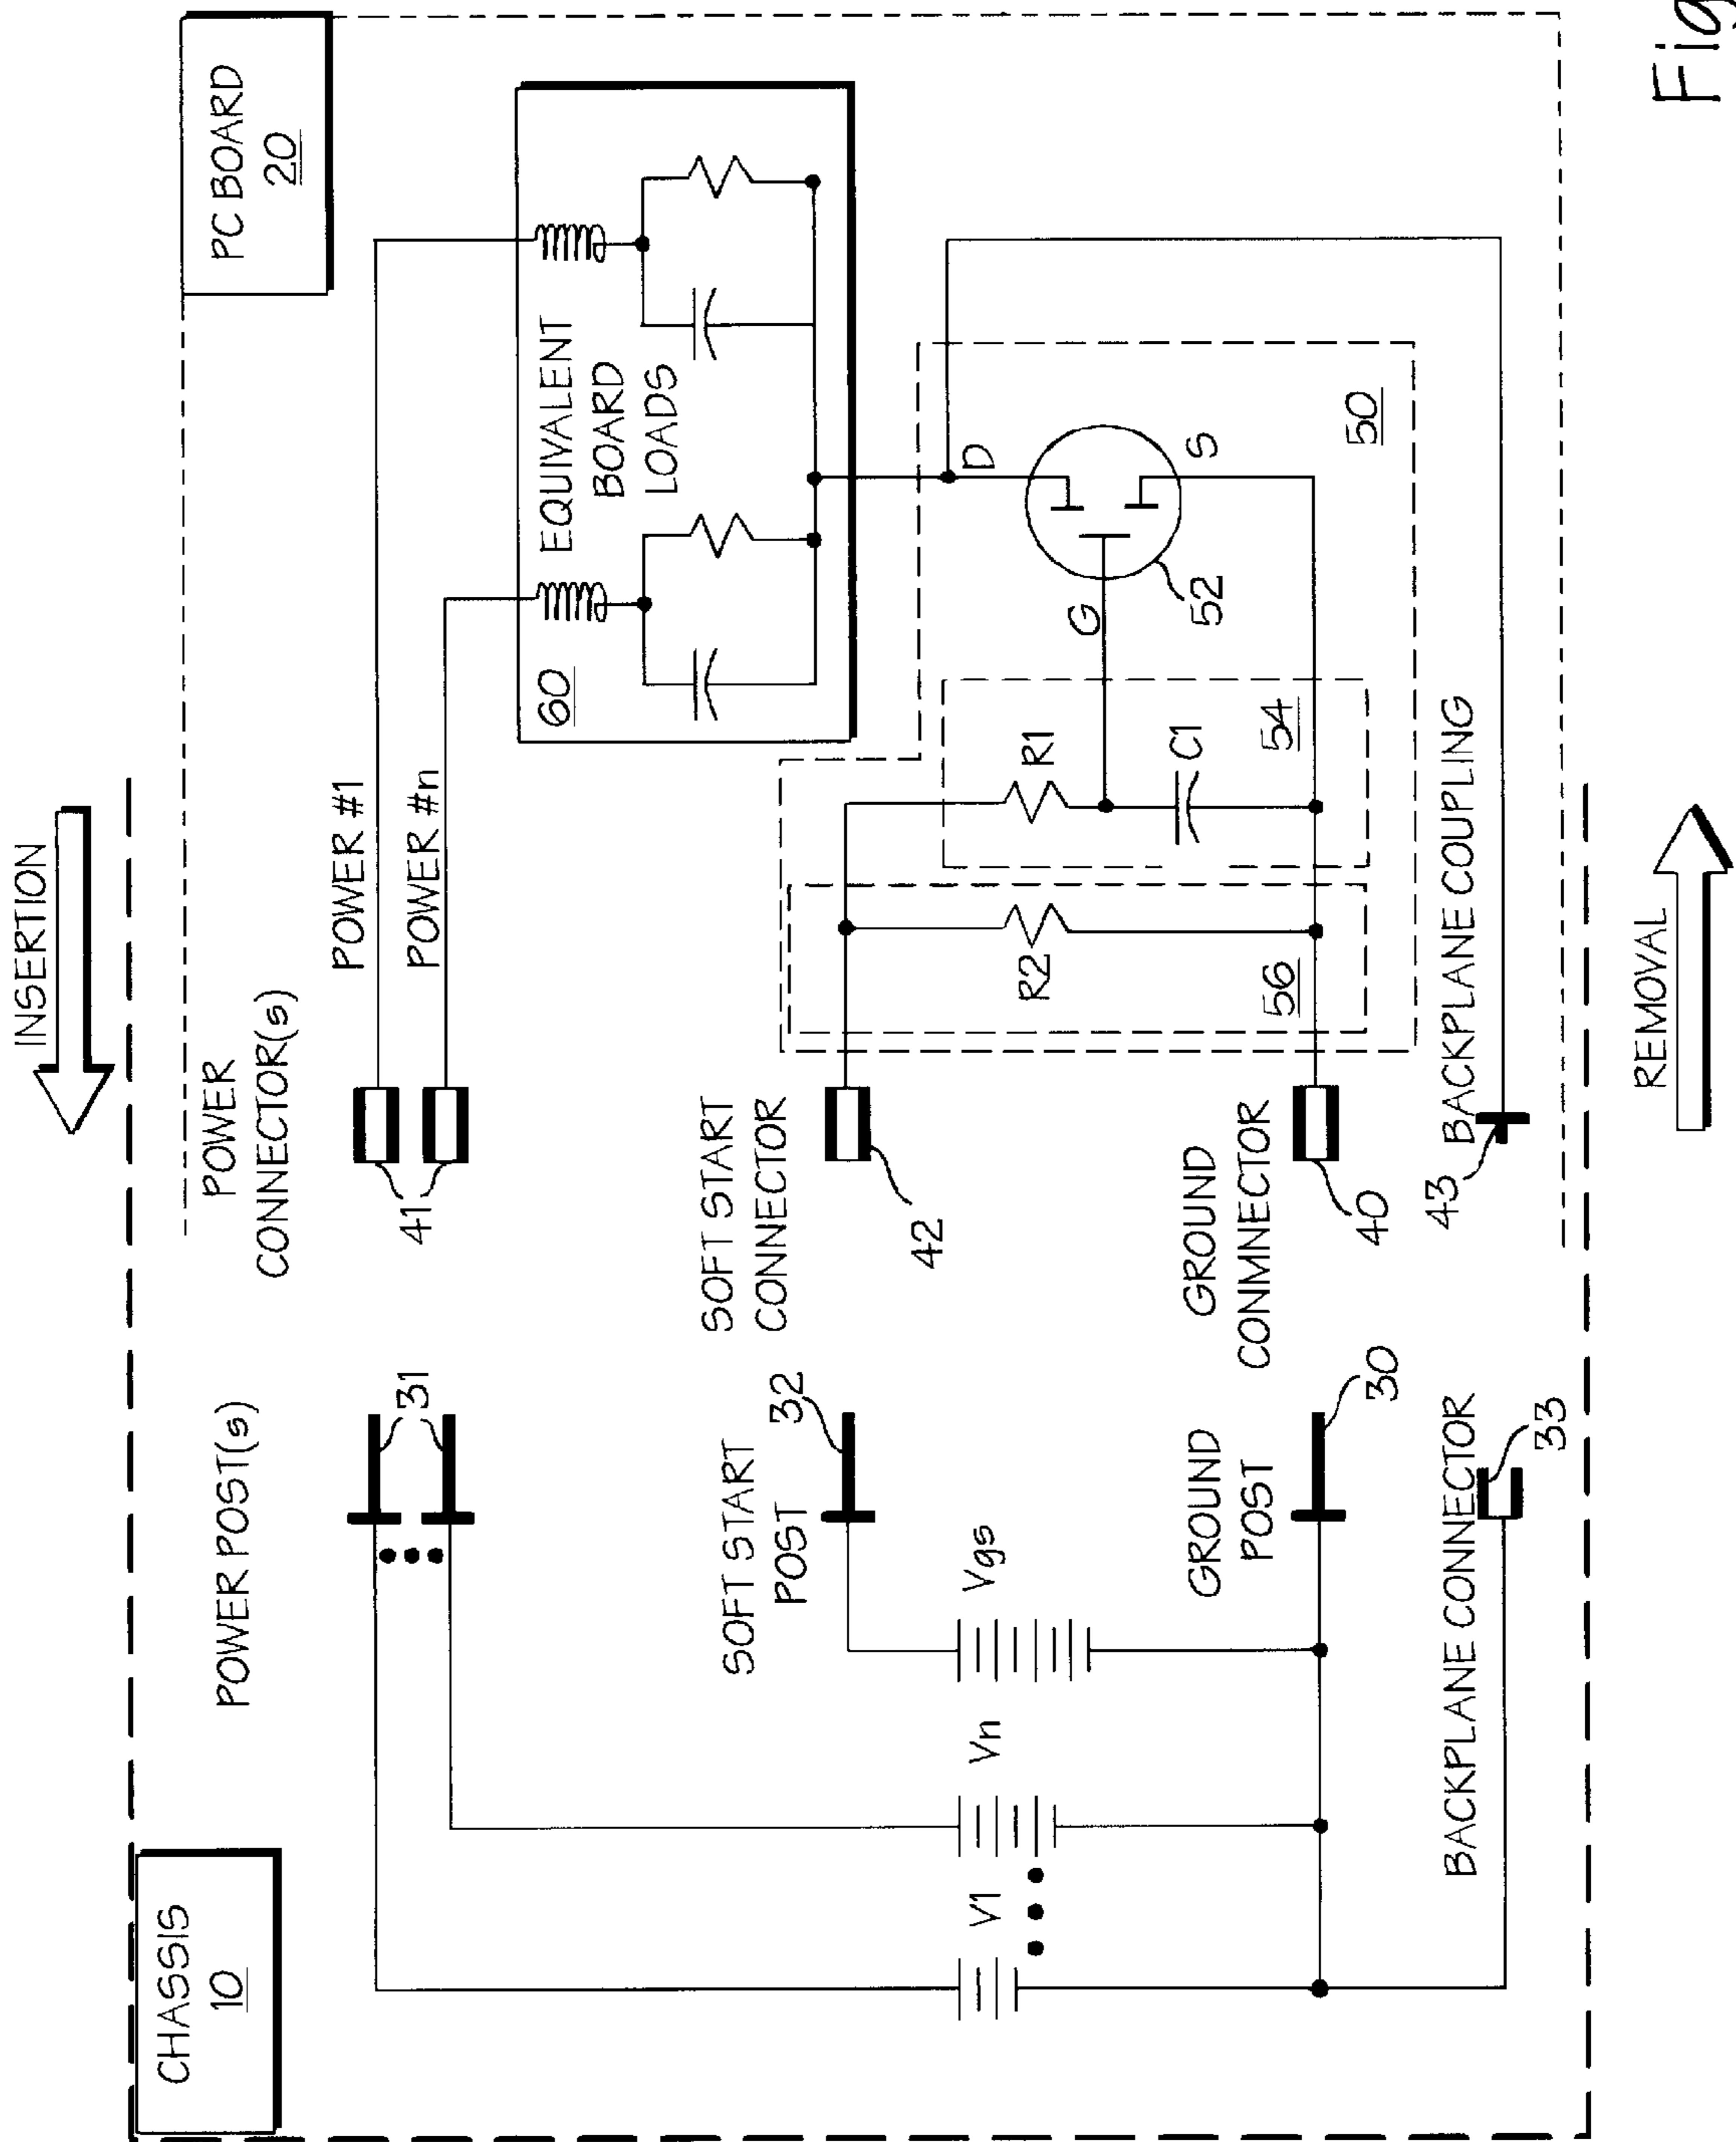 INSERTION
CHASSIS
10
POWER POST(s)
POWER
CONNECTOR(s)
PC BOARD
20
31
41
POWER #1
POWER #n
60
EQUIVALENT
BOARD
LOADS
SOFT START
POST
32
SOFT START
CONNECTOR
42
V1
Vn
Vgs
R2
R1
C1
G
D
S
52
56
54
50
GROUND
POST
30
GROUND
CONMNECTOR
40
BACKPLANE CONNECTOR
33
43
BACKPLANE COUPLING
REMOVAL
Fig